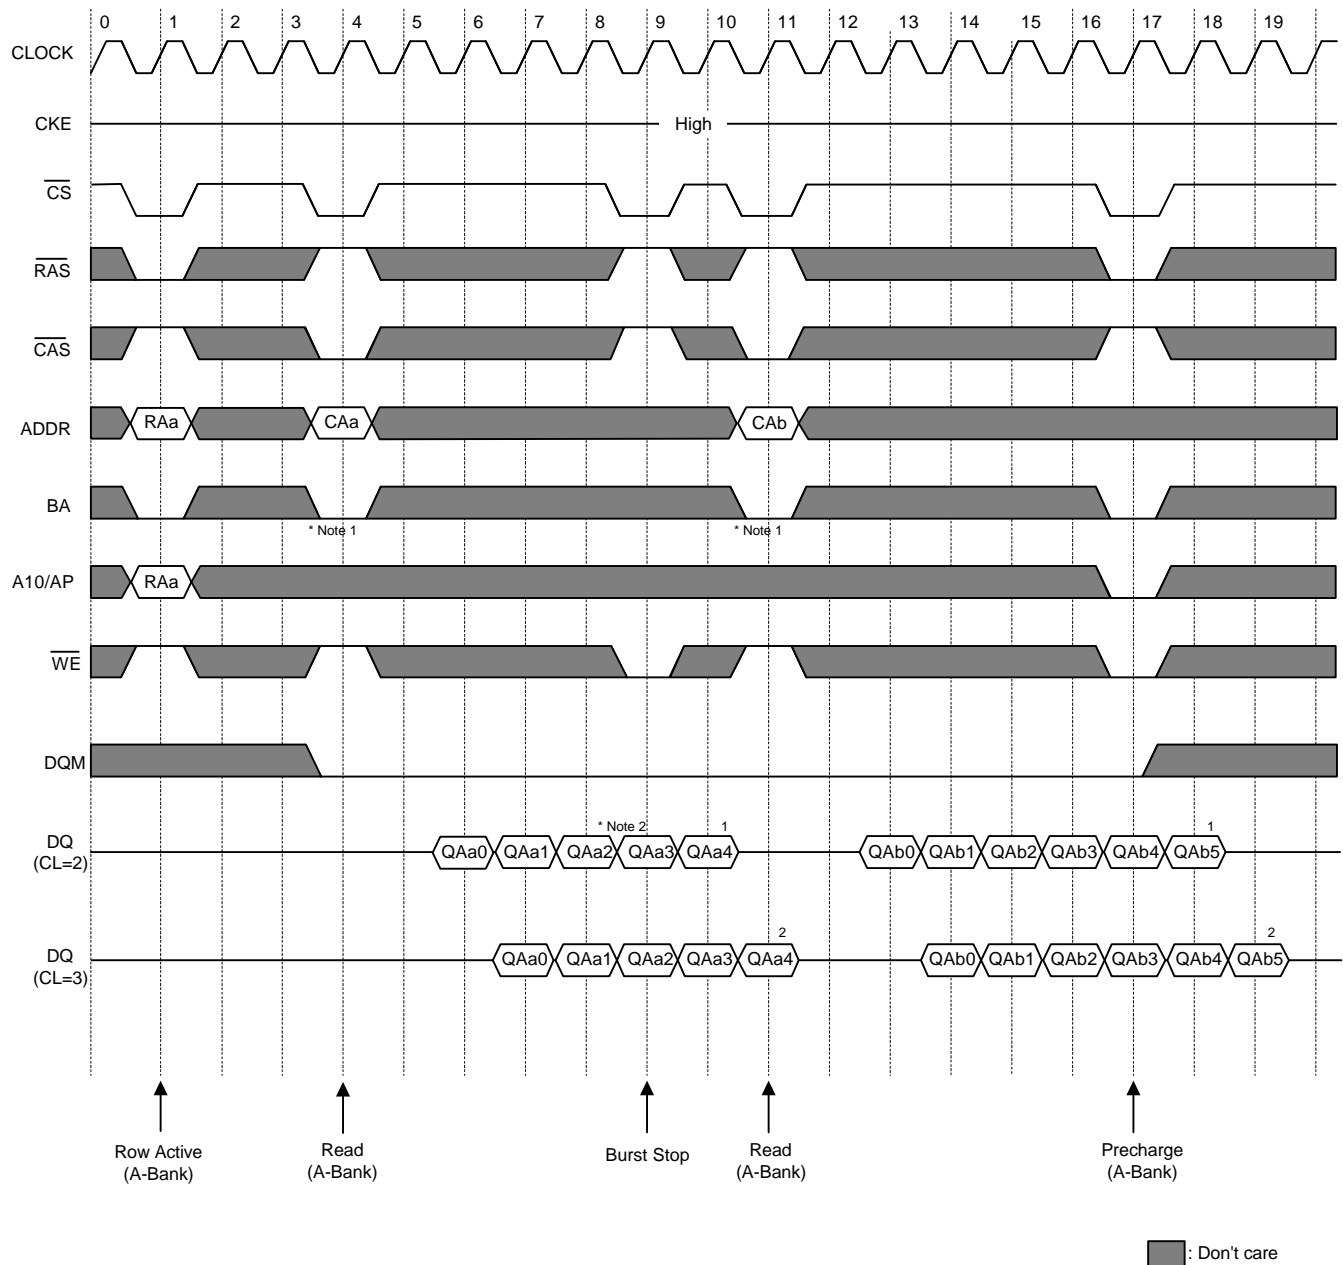 0 1 2 3 4 5 6 7 8 9 10 11 12 13 14 15 16 17 18 19
CLOCK
CKE High
CS
RAS
CAS
ADDR RAa CAa CAb
BA
* Note 1 * Note 1
A10/AP RAa
WE
DQM
* Note 2 1 1
DQ
(CL=2) QAa0 QAa1 QAa2 QAa3 QAa4 QAb0 QAb1 QAb2 QAb3 QAb4 QAb5
2 2
DQ
(CL=3) QAa0 QAa1 QAa2 QAa3 QAa4 QAb0 QAb1 QAb2 QAb3 QAb4 QAb5
Row Active
(A-Bank)
Read
(A-Bank)
Burst Stop
Read
(A-Bank)
Precharge
(A-Bank)
: Don't care